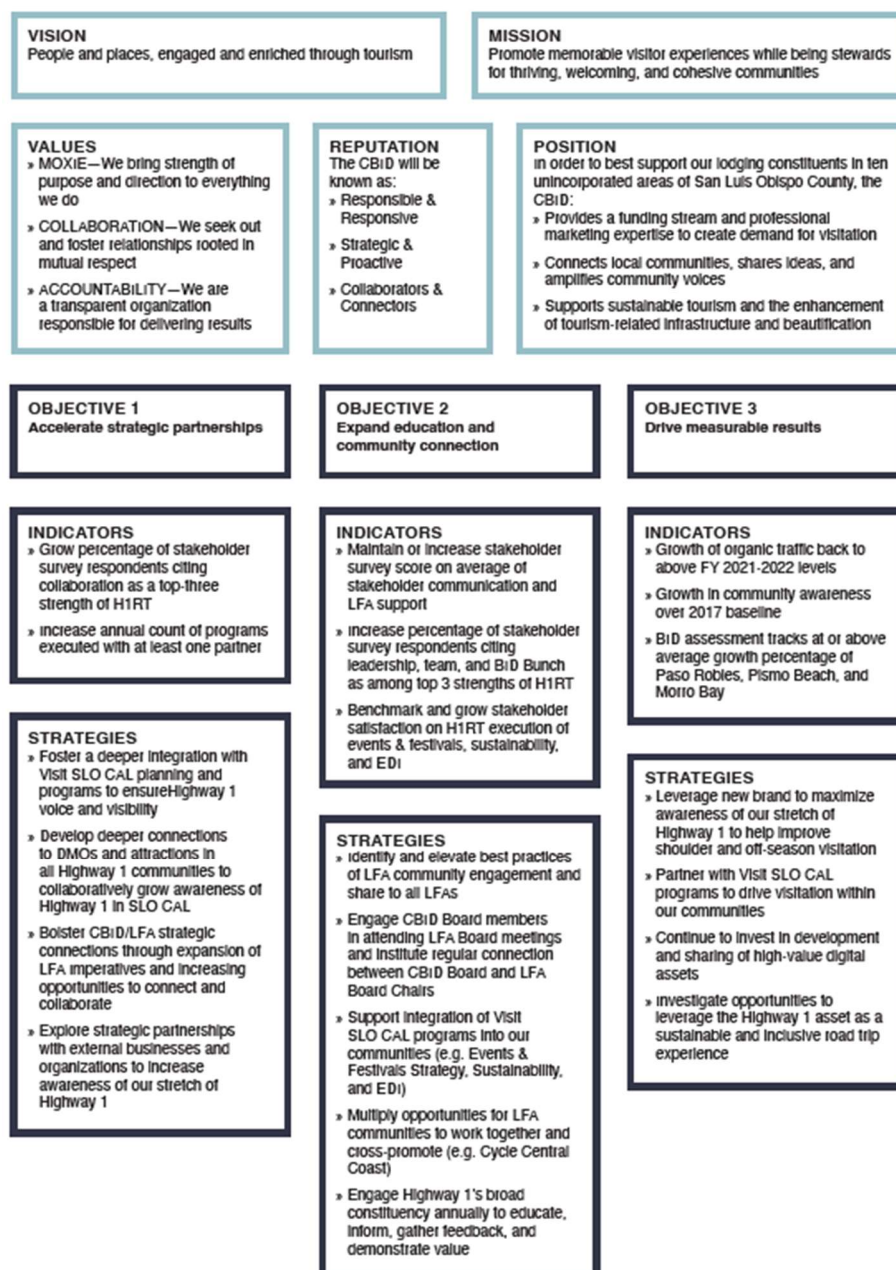 VISION
People and places, engaged and enriched through tourism
MISSION
Promote memorable visitor experiences while being stewards
for thriving, welcoming, and cohesive communities
VALUES
» MOXIE—We bring strength of
purpose and direction to everything
we do
» COLLABORATION—We seek out
and foster relationships rooted in
mutual respect
» ACCOUNTABILITY—We are
a transparent organization
responsible for delivering results
REPUTATION
The CBID will be
known as:
» Responsible &
Responsive
» Strategic &
Proactive
» Collaborators &
Connectors
POSITION
In order to best support our lodging constituents in ten
unincorporated areas of San Luis Obispo County, the
CBID:
» Provides a funding stream and professional
marketing expertise to create demand for visitation
» Connects local communities, shares ideas, and
amplifies community voices
» Supports sustainable tourism and the enhancement
of tourism-related infrastructure and beautification
OBJECTIVE 1
Accelerate strategic partnerships
OBJECTIVE 2
Expand education and
community connection
OBJECTIVE 3
Drive measurable results
INDICATORS
» Grow percentage of stakeholder
survey respondents citing
collaboration as a top-three
strength of H1RT
» Increase annual count of programs
executed with at least one partner
STRATEGIES
» Foster a deeper integration with
Visit SLO CAL planning and
programs to ensureHighway 1
voice and visibility
» Develop deeper connections
to DMOs and attractions in
all Highway 1 communities to
collaboratively grow awareness of
Highway 1 in SLO CAL
» Bolster CBID/LFA strategic
connections through expansion of
LFA imperatives and increasing
opportunities to connect and
collaborate
» Explore strategic partnerships
with external businesses and
organizations to increase
awareness of our stretch of
Highway 1
INDICATORS
» Maintain or increase stakeholder
survey score on average of
stakeholder communication and
LFA support
» Increase percentage of stakeholder
survey respondents citing
leadership, team, and BID Bunch
as among top 3 strengths of H1RT
» Benchmark and grow stakeholder
satisfaction on H1RT execution of
events & festivals, sustainability,
and EDI
STRATEGIES
» Identify and elevate best practices
of LFA community engagement and
share to all LFAs
» Engage CBID Board members
in attending LFA Board meetings
and institute regular connection
between CBID Board and LFA
Board Chairs
» Support integration of Visit
SLO CAL programs into our
communities (e.g. Events &
Festivals Strategy, Sustainability,
and EDI)
» Multiply opportunities for LFA
communities to work together and
cross-promote (e.g. Cycle Central
Coast)
» Engage Highway 1's broad
constituency annually to educate,
inform, gather feedback, and
demonstrate value
INDICATORS
» Growth of organic traffic back to
above FY 2021-2022 levels
» Growth in community awareness
over 2017 baseline
» BID assessment tracks at or above
average growth percentage of
Paso Robles, Pismo Beach, and
Morro Bay
STRATEGIES
» Leverage new brand to maximize
awareness of our stretch of
Highway 1 to help improve
shoulder and off-season visitation
» Partner with Visit SLO CAL
programs to drive visitation within
our communities
» Continue to invest in development
and sharing of high-value digital
assets
» Investigate opportunities to
leverage the Highway 1 asset as a
sustainable and inclusive road trip
experience